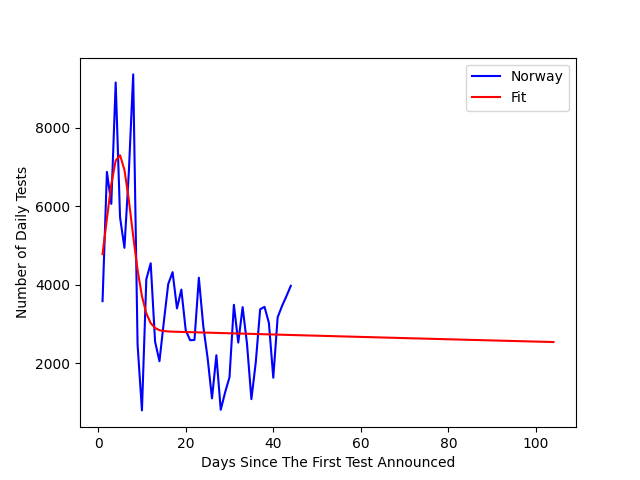 Norway
Fit
Number of Daily Tests
8000
6000
4000
2000
0 20 40 60 80 100
Days Since The First Test Announced